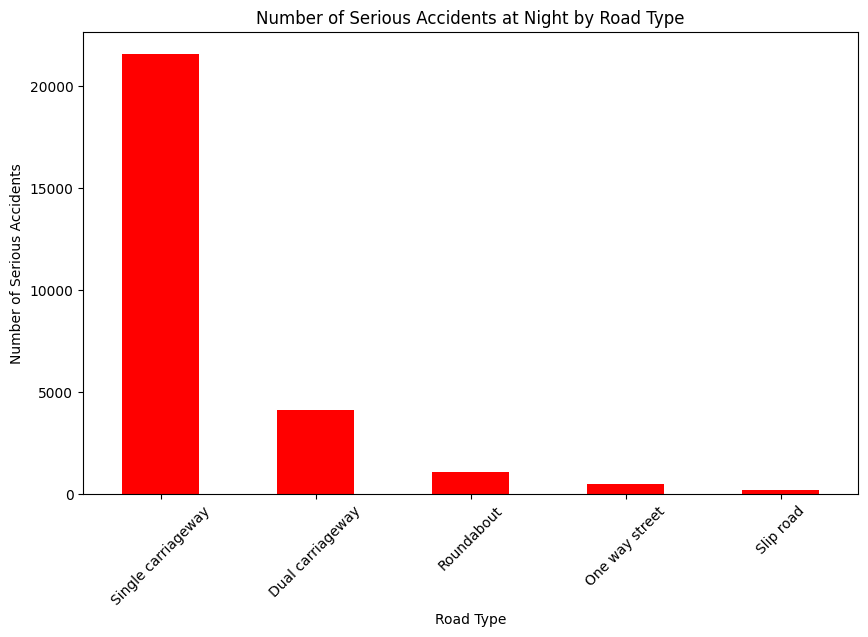 Number of Serious Accidents at Night by Road Type
Number of Serious Accidents
20000
15000
10000
5000
0
Single carriageway
Dual carriageway
Roundabout
One way street
Slip road
Road Type